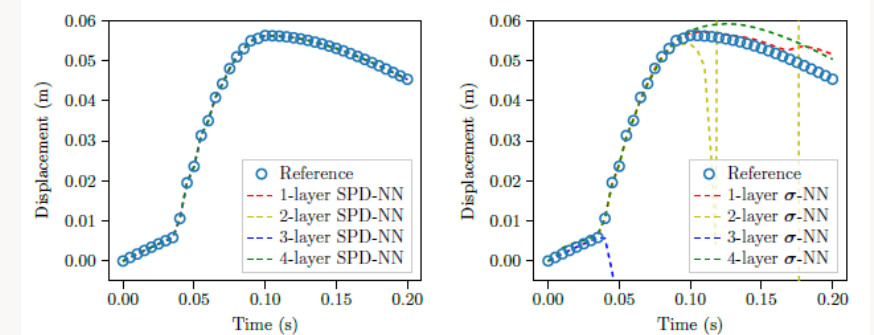 0.06
0.05
0.04
0.03
0.02
0.01
0.00
Displacement (m)
Reference
1-layer SPD-NN
2-layer SPD-NN
3-layer SPD-NN
4-layer SPD-NN
0.00 0.05 0.10 0.15 0.20
Time (s)
0.06
0.05
0.04
0.03
0.02
0.01
0.00
Displacement (m)
Reference
1-layer σ-NN
2-layer σ-NN
3-layer σ-NN
4-layer σ-NN
0.00 0.05 0.10 0.15 0.20
Time (s)